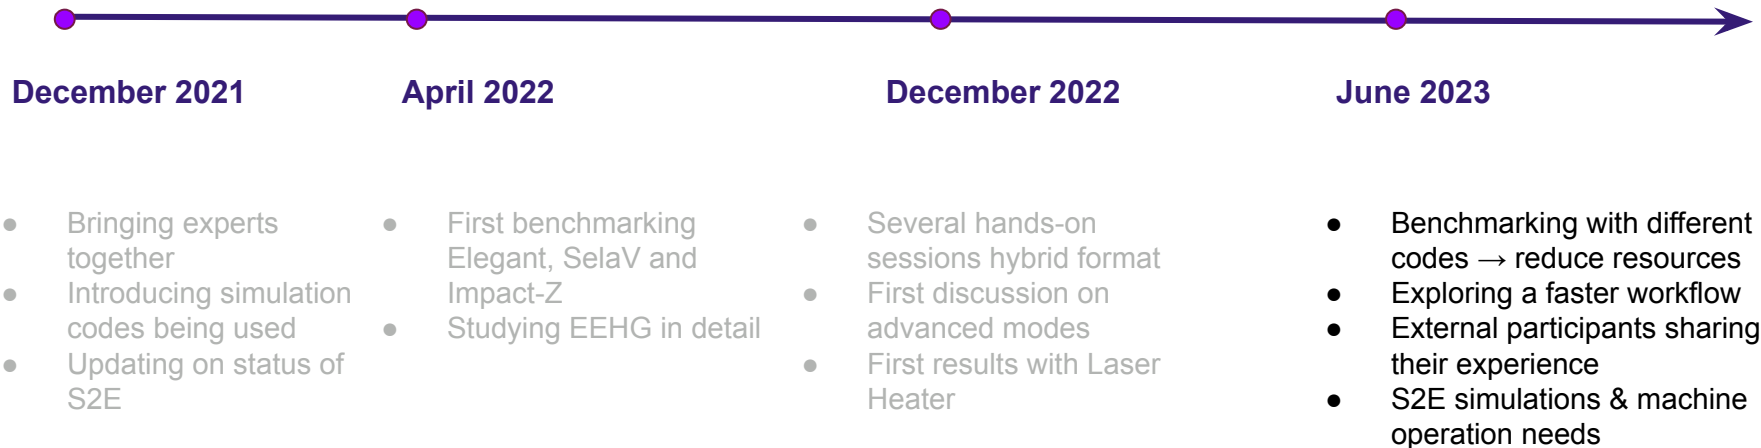 December 2021
April 2022
December 2022
June 2023
● Bringing experts
together
● Introducing simulation
codes being used
● Updating on status of
S2E
● First benchmarking
Elegant, SelaV and
Impact-Z
● Studying EEHG in detail
● Several hands-on
sessions hybrid format
● First discussion on
advanced modes
● First results with Laser
Heater
● Benchmarking with different
codes → reduce resources
● Exploring a faster workflow
● External participants sharing
their experience
● S2E simulations & machine
operation needs